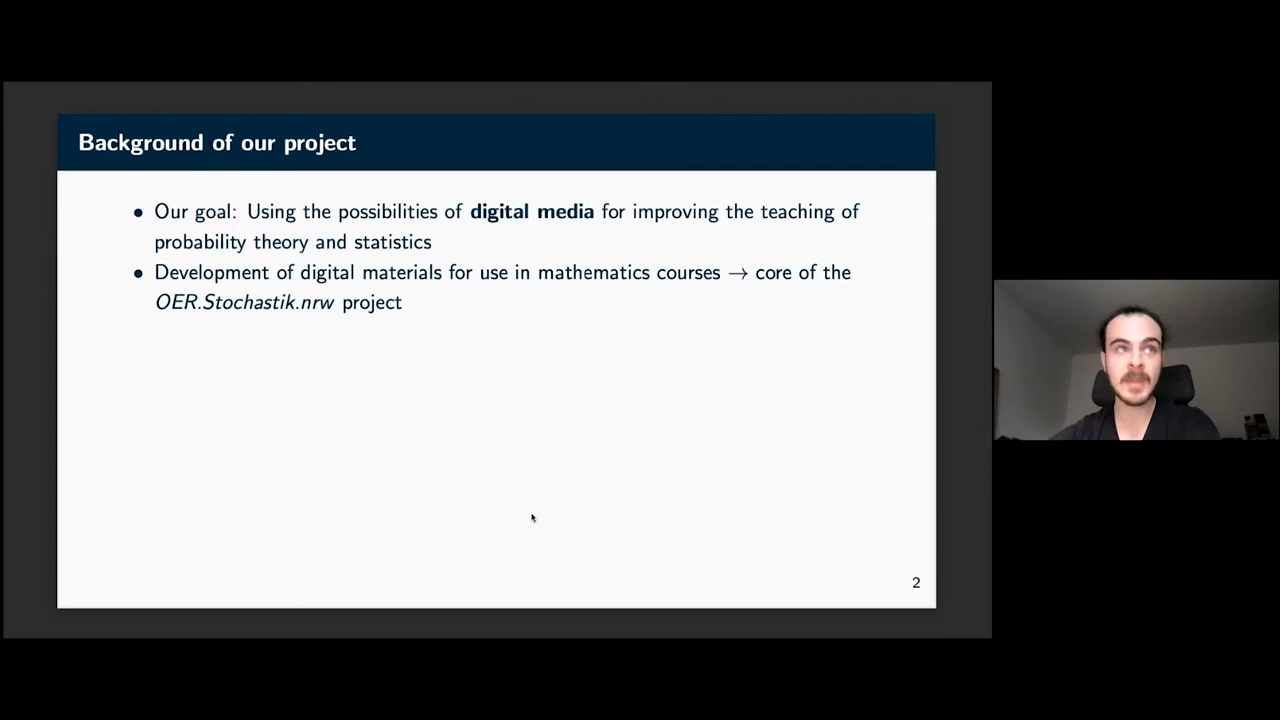 Background of our project
• Our goal: Using the possibilities of digital media for improving the teaching of
probability theory and statistics
• Development of digital materials for use in mathematics courses → core of the
OER.Stochastik.nrw project
2